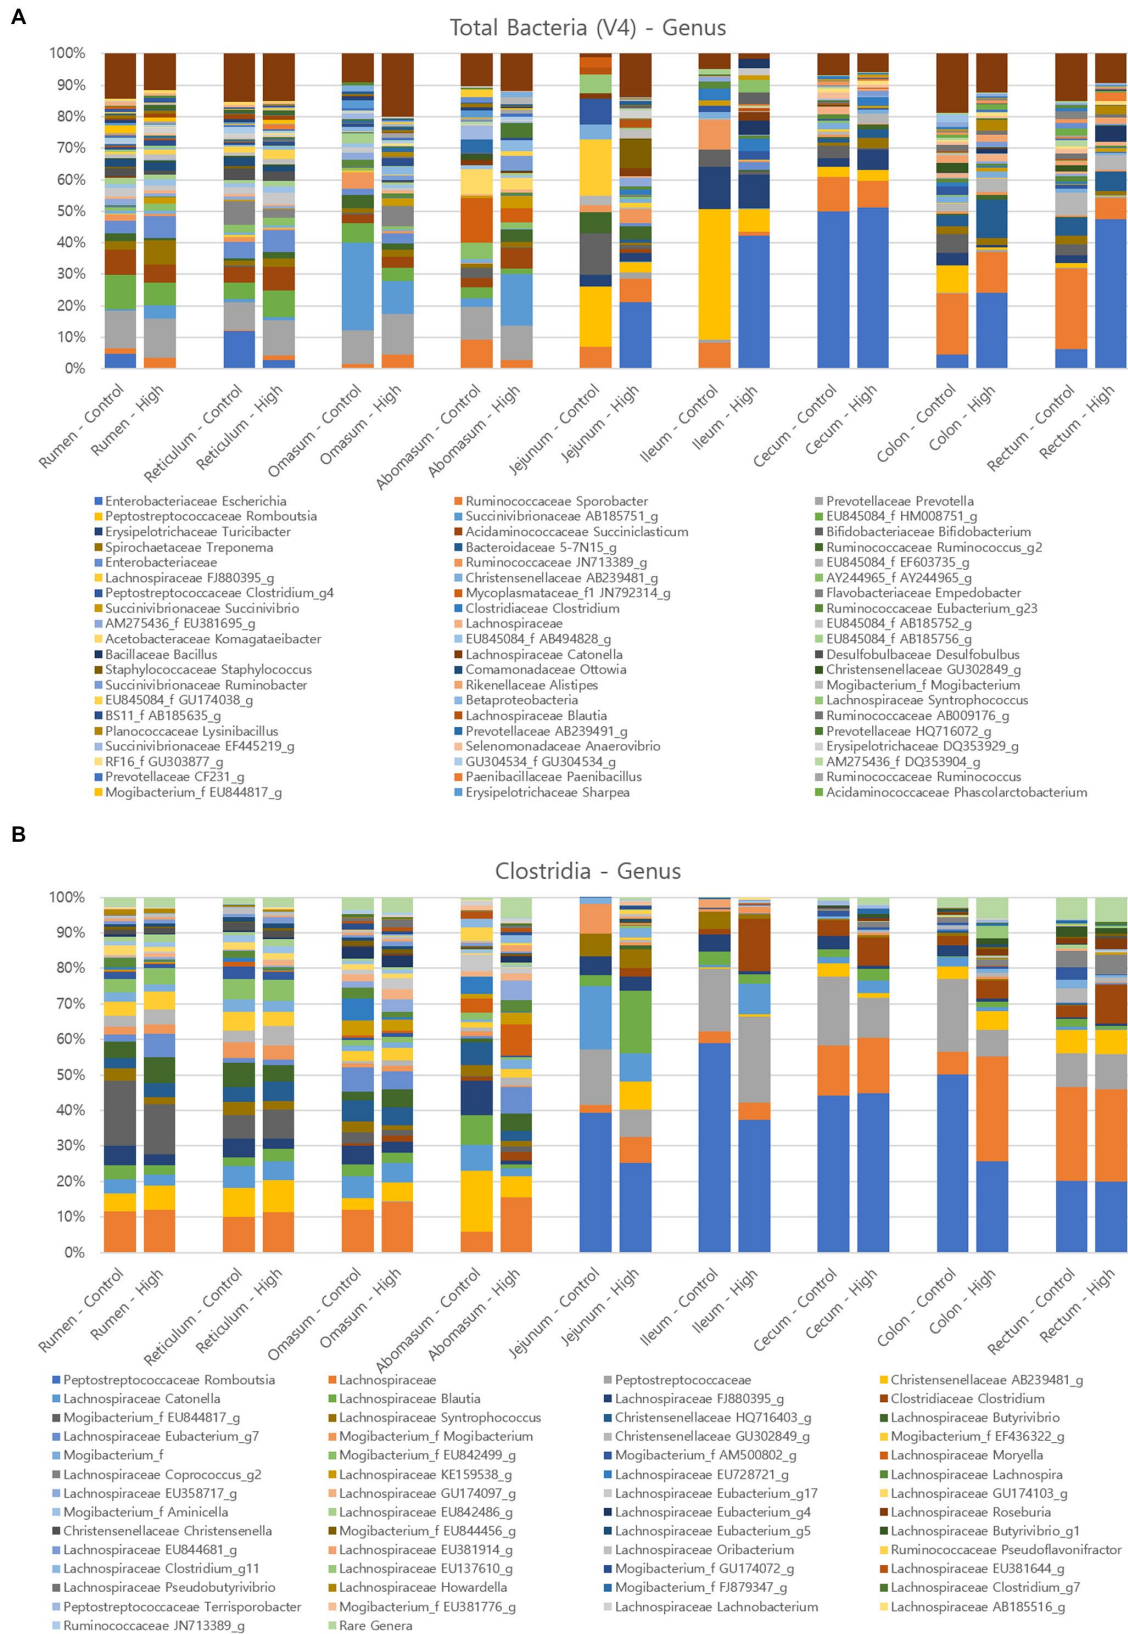 A
Total Bacteria (V4) - Genus
100%
90%
80%
70%
60%
50%
40%
30%
20%
10%
0%
Rumen - Control
Rumen - High
Reticulum - Control
Reticulum - High
Omasum - Control
Omasum - High
Abomasum - Control
Abomasum - High
Jejunum - Control
Jejunum - High
Ileum - Control
Ileum - High
Cecum - Control
Cecum - High
Colon - Control
Colon - High
Rectum - Control
Rectum - High
Enterobacteriaceae Escherichia Ruminococcaceae Sporobacter Prevotellaceae Prevotella
Peptostreptococcaceae Romboutsia Succinivibrionaceae AB185751_g EU845084_f HM008751_g
Erysipelotrichaceae Turicibacter Acidaminococcaceae Succiniclasticum Bifidobacteriaceae Bifidobacterium
Spirochaetaceae Treponema Bacteroidaceae 5-7N15_g Ruminococcaceae Ruminococcus_g2
Enterobacteriaceae Ruminococcaceae JN713389_g EU845084_f EF603735_g
Lachnospiraceae FJ880395_g Christensenellaceae AB239481_g AY244965_f AY244965_g
Peptostreptococcaceae Clostridium_g4 Mycoplasmataceae_f1 JN792314_g Flavobacteriaceae Empedobacter
Succinivibrionaceae Succinivibrio Clostridiaceae Clostridium Ruminococcaceae Eubacterium_g23
AM275436_f EU381695_g Lachnospiraceae EU845084_f AB185752_g
Acetobacteraceae Komagataeibacter EU845084_f AB494828_g EU845084_f AB185756_g
Bacillaceae Bacillus Lachnospiraceae Catonella Desulfobulbaceae Desulfobulbus
Staphylococcaceae Staphylococcus Comamonadaceae Ottowia Christensenellaceae GU302849_g
Succinivibrionaceae Ruminobacter Rikenellaceae Alistipes Mogibacterium_f Mogibacterium
EU845084_f GU174038_g Betaproteobacteria Lachnospiraceae Syntrophococcus
BS11_f AB185635_g Lachnospiraceae Blautia Ruminococcaceae AB009176_g
Planococcaceae Lysinibacillus Prevotellaceae AB239491_g Prevotellaceae HQ716072_g
Succinivibrionaceae EF445219_g Selenomonadaceae Anaerovibrio Erysipelotrichaceae DQ353929_g
RF16_f GU303877_g GU304534_f GU304534_g AM275436_f DQ353904_g
Prevotellaceae CF231_g Paenibacillaceae Paenibacillus Ruminococcaceae Ruminococcus
Mogibacterium_f EU844817_g Erysipelotrichaceae Sharpea Acidaminococcaceae Phascolarctobacterium
B
Clostridia - Genus
100%
90%
80%
70%
60%
50%
40%
30%
20%
10%
0%
Rumen - Control
Rumen - High
Reticulum - Control
Reticulum - High
Omasum - Control
Omasum - High
Abomasum - Control
Abomasum - High
Jejunum - Control
Jejunum - High
Ileum - Control
Ileum - High
Cecum - Control
Cecum - High
Colon - Control
Colon - High
Rectum - Control
Rectum - High
Peptostreptococcaceae Romboutsia Lachnospiraceae Peptostreptococcaceae Christensenellaceae AB239481_g
Lachnospiraceae Catonella Lachnospiraceae Blautia Lachnospiraceae FJ880395_g Clostridiaceae Clostridium
Mogibacterium_f EU844817_g Lachnospiraceae Syntrophococcus Christensenellaceae HQ716403_g Lachnospiraceae Butyrivibrio
Lachnospiraceae Eubacterium_g7 Mogibacterium_f Mogibacterium Christensenellaceae GU302849_g Mogibacterium_f EF436322_g
Mogibacterium_f Mogibacterium_f EU842499_g Mogibacterium_f AM500802_g Lachnospiraceae Moryella
Lachnospiraceae Coprococcus_g2 Lachnospiraceae KE159538_g Lachnospiraceae EU728721_g Lachnospiraceae Lachnospira
Lachnospiraceae EU358717_g Lachnospiraceae GU174097_g Lachnospiraceae Eubacterium_g17 Lachnospiraceae GU174103_g
Mogibacterium_f Aminicella Lachnospiraceae EU842486_g Lachnospiraceae Eubacterium_g4 Lachnospiraceae Roseburia
Christensenellaceae Christensenella Mogibacterium_f EU844456_g Lachnospiraceae Eubacterium_g5 Lachnospiraceae Butyrivibrio_g1
Lachnospiraceae EU844681_g Lachnospiraceae EU381914_g Lachnospiraceae Oribacterium Ruminococcaceae Pseudoflavonifractor
Lachnospiraceae Clostridium_g11 Lachnospiraceae EU137610_g Mogibacterium_f GU174072_g Lachnospiraceae EU381644_g
Lachnospiraceae Pseudobutyrivibrio Lachnospiraceae Howardella Mogibacterium_f FJ879347_g Lachnospiraceae Clostridium_g7
Peptostreptococcaceae Terrisporobacter Mogibacterium_f EU381776_g Lachnospiraceae Lachnobacterium Lachnospiraceae AB185516_g
Ruminococcaceae JN713389_g Rare Genera